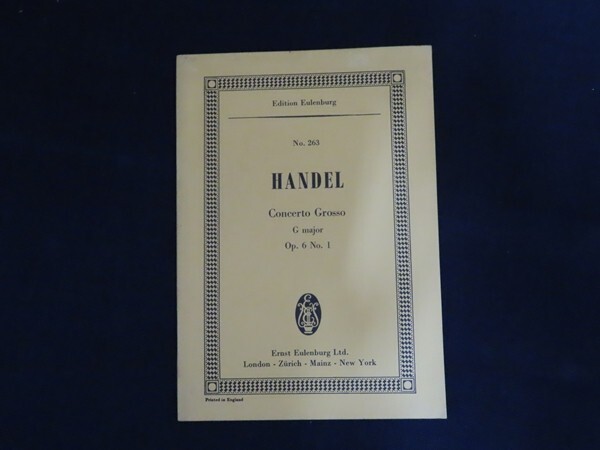 Edition Eulenburg
No. 263
HANDEL
Concerto Grosso
G major
Op. 6 No. 1
Ernst Eulenburg Ltd.
London - Zürich - Mainz - New York
Printed in England